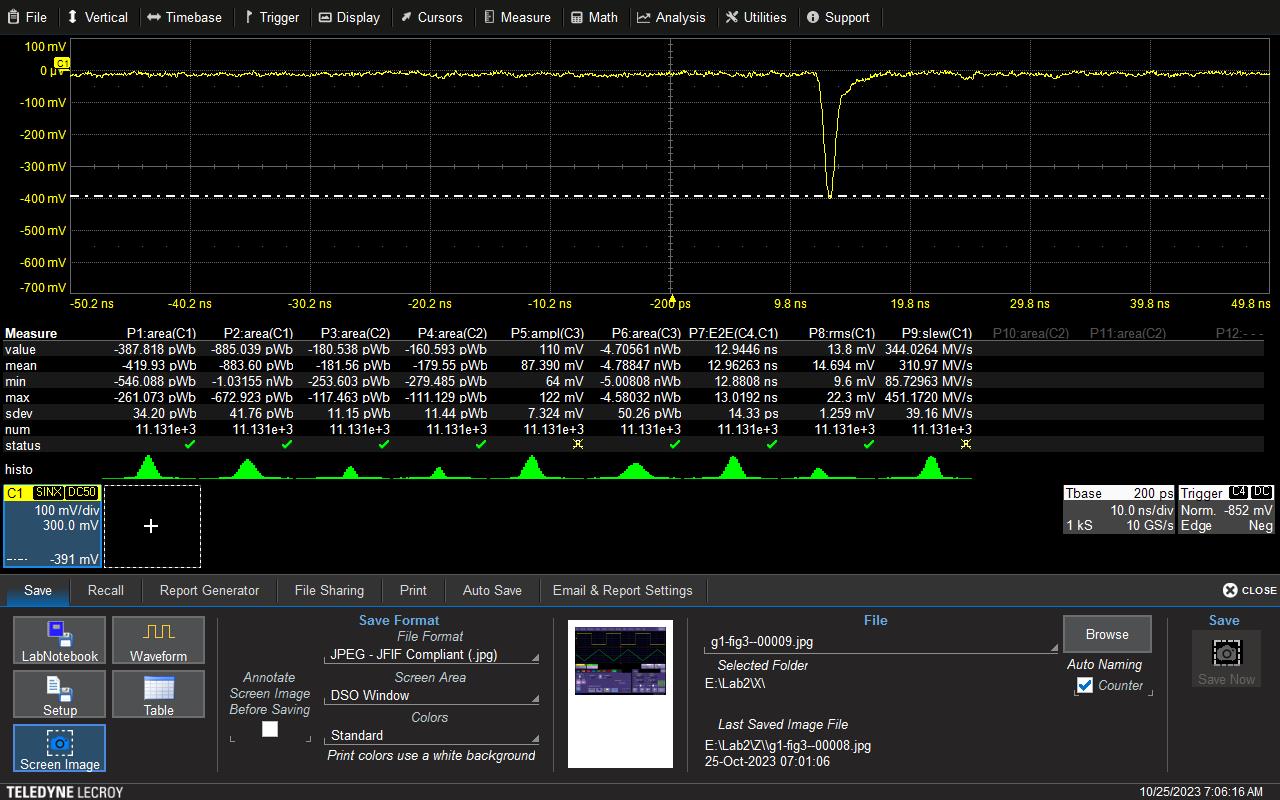 File Vertical Timebase Trigger Display Cursors Measure Math Analysis Utilities Support
100 mV
C1
0 µV
-100 mV
-200 mV
-300 mV
-400 mV
-500 mV
-600 mV
-700 mV
-50.2 ns -40.2 ns -30.2 ns -20.2 ns -10.2 ns -200 ps 9.8 ns 19.8 ns 29.8 ns 39.8 ns 49.8 ns
Measure P1:area(C1) P2:area(C1) P3:area(C2) P4:area(C2) P5:ampl(C3) P6:area(C3) P7:E2E(C4,C1) P8:rms(C1) P9:slew(C1) P10:area(C2) P11:area(C2) P12:- - -
value -387.818 pWb -885.039 pWb -180.538 pWb -160.593 pWb 110 mV -4.70561 nWb 12.9446 ns 13.8 mV 344.0264 MV/s
mean -419.93 pWb -883.60 pWb -181.56 pWb -179.55 pWb 87.390 mV -4.78847 nWb 12.96263 ns 14.694 mV 310.97 MV/s
min -546.088 pWb -1.03155 nWb -253.603 pWb -279.485 pWb 64 mV -5.00808 nWb 12.8808 ns 9.6 mV 85.72963 MV/s
max -261.073 pWb -672.923 pWb -117.463 pWb -111.129 pWb 122 mV -4.58032 nWb 13.0192 ns 22.3 mV 451.1720 MV/s
sdev 34.20 pWb 41.76 pWb 11.15 pWb 11.44 pWb 7.324 mV 50.26 pWb 14.33 ps 1.259 mV 39.16 MV/s
num 11.131e+3 11.131e+3 11.131e+3 11.131e+3 11.131e+3 11.131e+3 11.131e+3 11.131e+3 11.131e+3
status
histo
C1 SINX DC50
100 mV/div
300.0 mV
-391 mV
+
Tbase 200 ps
10.0 ns/div
1 kS 10 GS/s
Trigger C4 DC
Norm. -852 mV
Edge Neg
Save Recall Report Generator File Sharing Print Auto Save Email & Report Settings CLOSE
LabNotebook
Waveform
Setup
Table
Screen Image
Annotate
Screen Image
Before Saving
Save Format
File Format
JPEG - JFIF Compliant (.jpg)
Screen Area
DSO Window
Colors
Standard
Print colors use a white background
File
g1-fig3--00009.jpg
Browse
Selected Folder
E:\Lab2\X\
Auto Naming
Counter
Last Saved Image File
E:\Lab2\Z\\g1-fig3--00008.jpg
25-Oct-2023 07:01:06
Save
Save Now
TELEDYNE LECROY
10/25/2023 7:06:16 AM